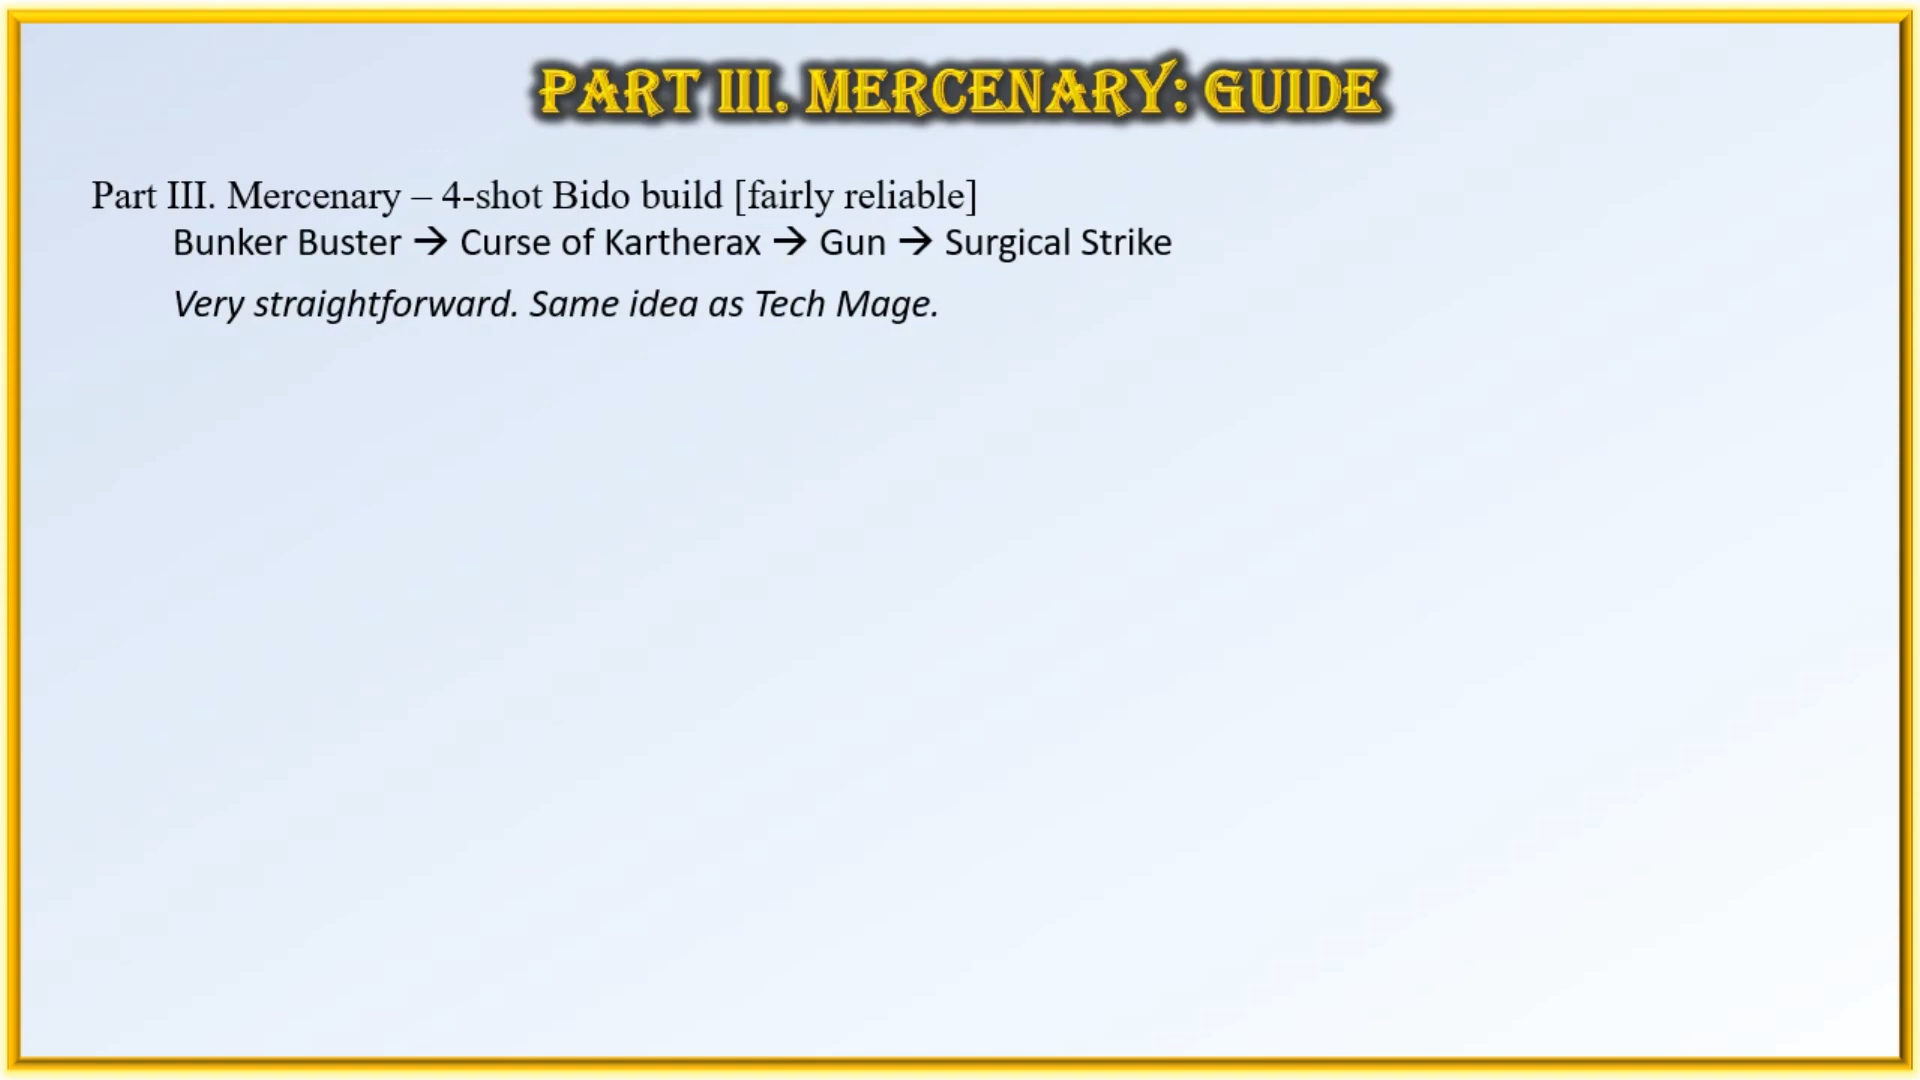 PART III. MERCENARY: GUIDE
Part III. Mercenary – 4-shot Bido build [fairly reliable]
Bunker Buster → Curse of Kartherax → Gun → Surgical Strike
Very straightforward. Same idea as Tech Mage.